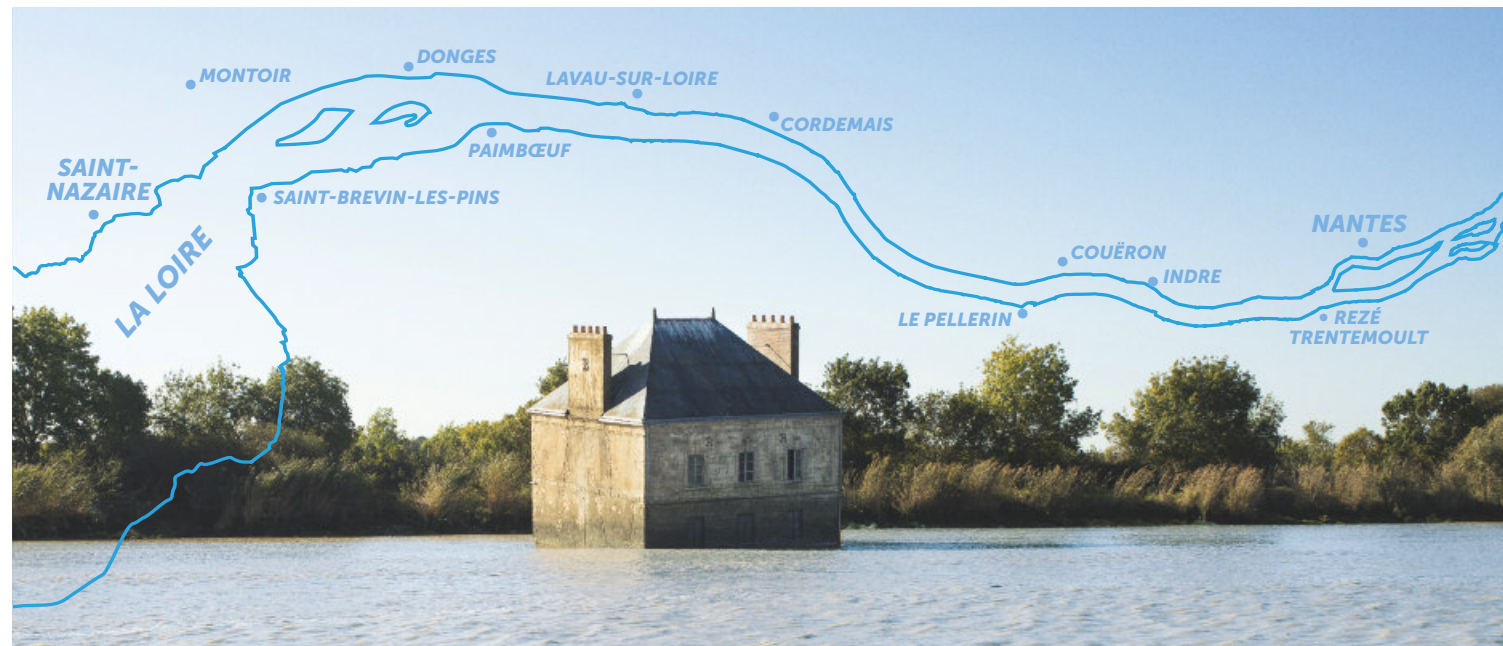 DONGES
MONTOIR
LAVAU-SUR-LOIRE
CORDEMAIS
PAIMBŒUF
SAINT-
NAZAIRE
SAINT-BREVIN-LES-PINS
LA LOIRE
NANTES
COUËRON
INDRE
LE PELLERIN
REZÉ
TRENTEMOULT